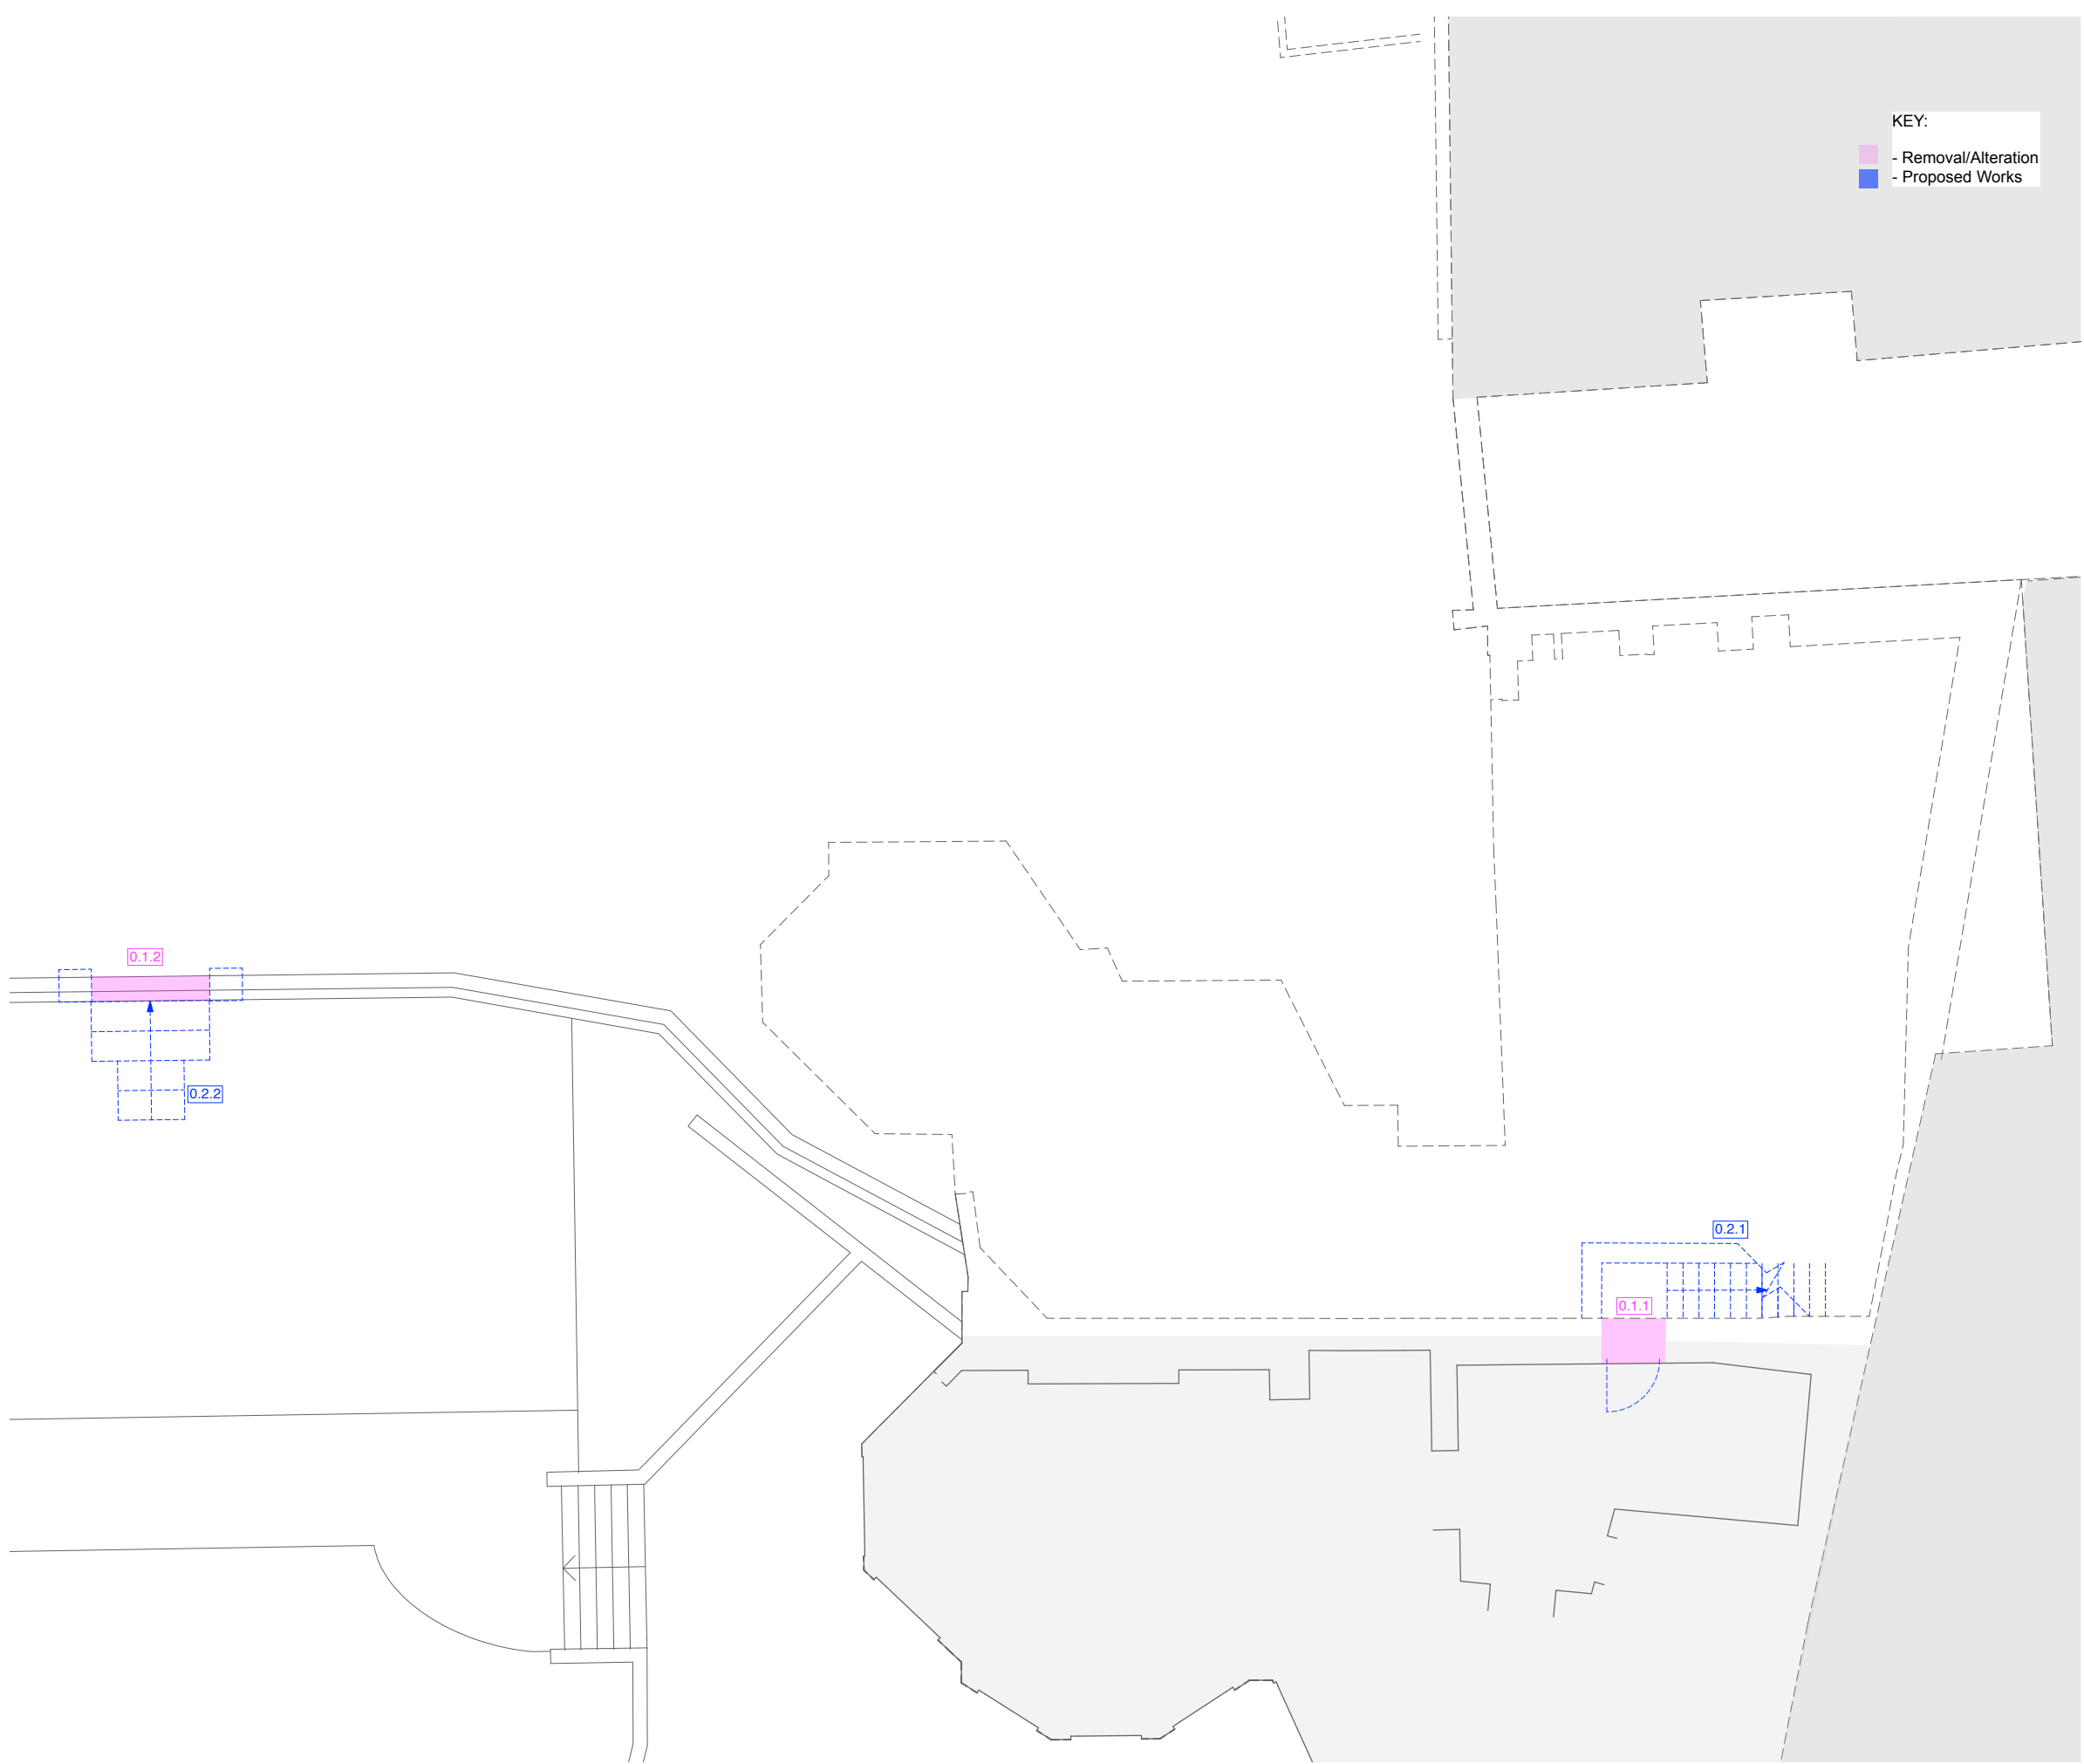 KEY:
- Removal/Alteration
- Proposed Works
0.1.2
0.2.2
0.2.1
0.1.1